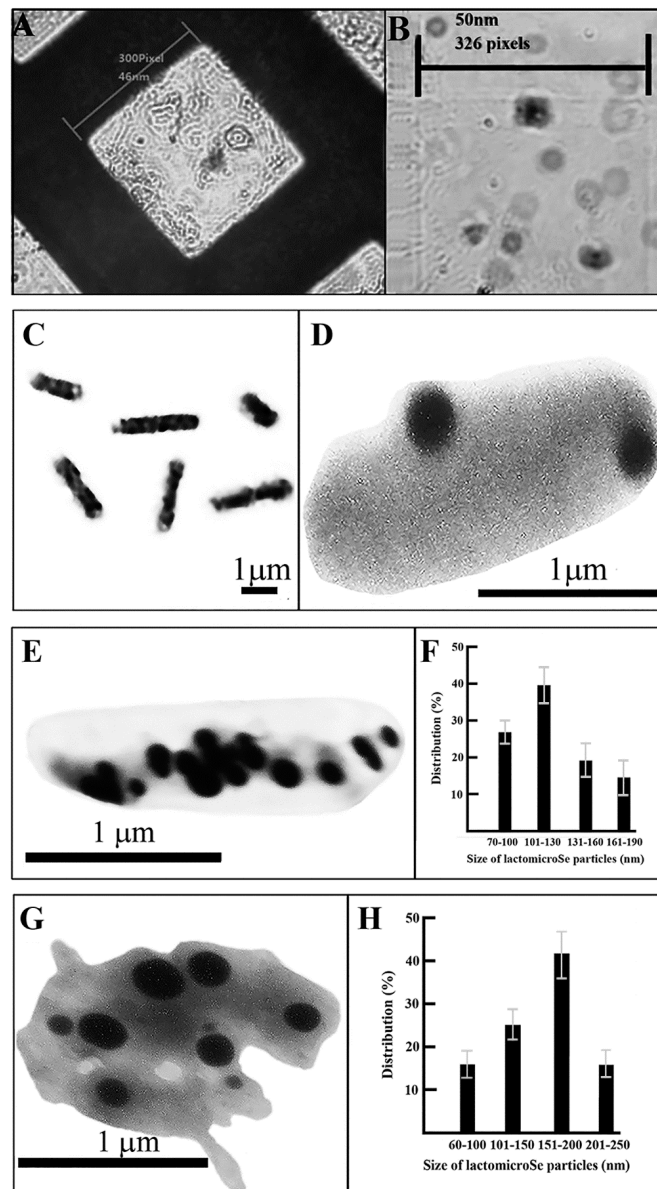 A
300Pixel
46nm
B
50nm
326 pixels
C
1μm
D
1μm
E
1 μm
F
Distribution (%)
50
40
30
20
10
70-100 101-130 131-160 161-190
Size of lactomicroSe particles (nm)
G
1 μm
H
Distribution (%)
50
40
30
20
10
60-100 101-150 151-200 201-250
Size of lactomicroSe particles (nm)